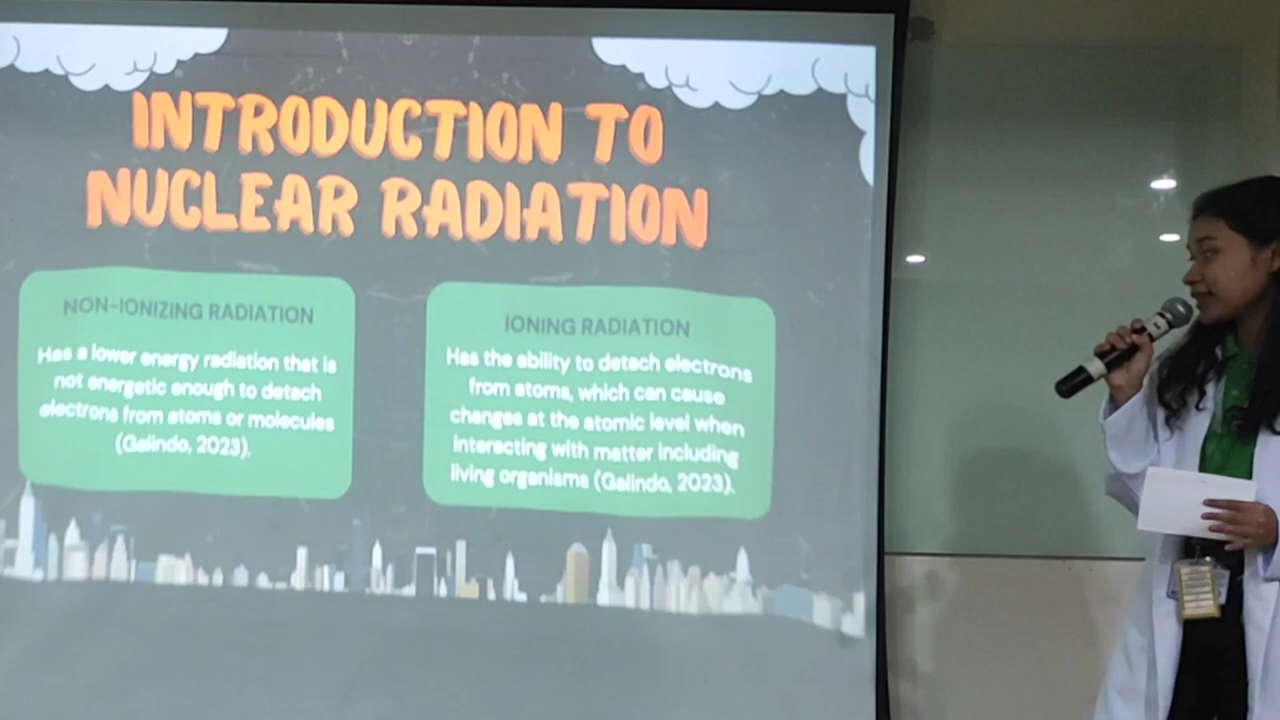 INTRODUCTION TO
NUCLEAR RADIATION
NON-IONIZING RADIATION
Has a lower energy radiation that is
not energetic enough to detach
electrons from atoms or molecules
(Galindo, 2023).
IONING RADIATION
Has the ability to detach electrons
from atoms, which can cause
changes at the atomic level when
interacting with matter including
living organisms (Galindo, 2023).